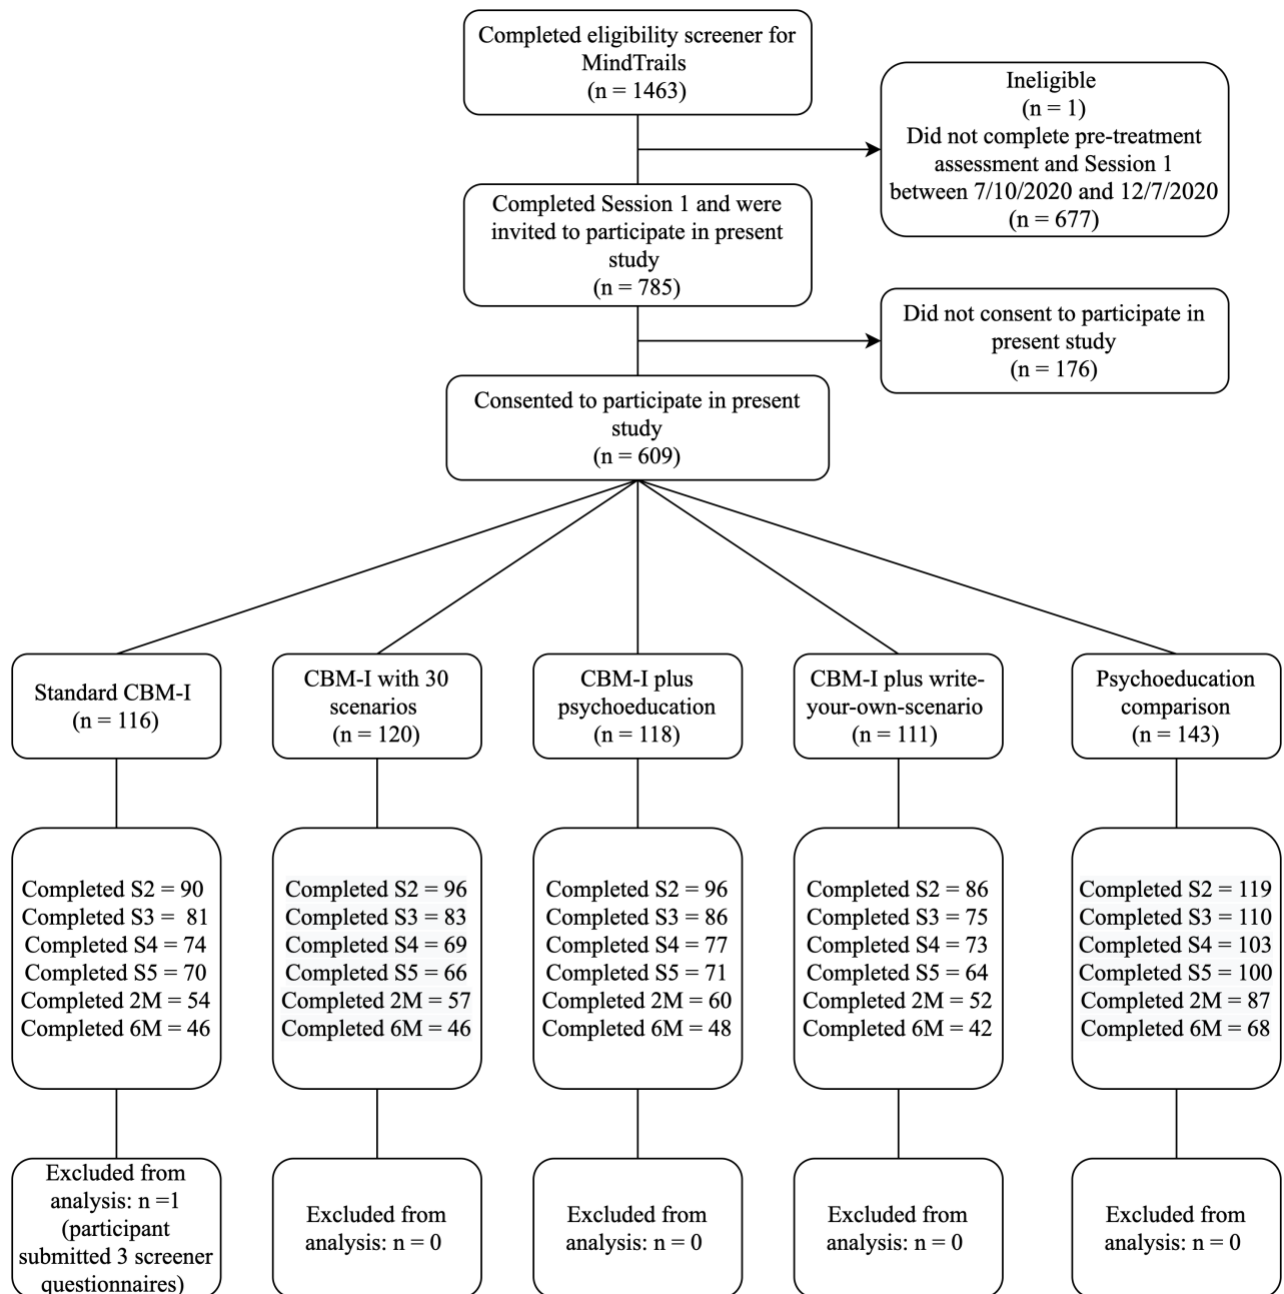 Completed eligibility screener for
MindTrails
(n = 1463)
Ineligible
(n = 1)
Did not complete pre-treatment
assessment and Session 1
between 7/10/2020 and 12/7/2020
(n = 677)
Completed Session 1 and were
invited to participate in present
study
(n = 785)
Did not consent to participate in
present study
(n = 176)
Consented to participate in present
study
(n = 609)
Standard CBM-I
(n = 116)
CBM-I with 30
scenarios
(n = 120)
CBM-I plus
psychoeducation
(n = 118)
CBM-I plus write-
your-own-scenario
(n = 111)
Psychoeducation
comparison
(n = 143)
Completed S2 = 90
Completed S3 =  81
Completed S4 = 74
Completed S5 = 70
Completed 2M = 54
Completed 6M = 46
Completed S2 = 96
Completed S3 = 83
Completed S4 = 69
Completed S5 = 66
Completed 2M = 57
Completed 6M = 46
Completed S2 = 96
Completed S3 = 86
Completed S4 = 77
Completed S5 = 71
Completed 2M = 60
Completed 6M = 48
Completed S2 = 86
Completed S3 = 75
Completed S4 = 73
Completed S5 = 64
Completed 2M = 52
Completed 6M = 42
Completed S2 = 119
Completed S3 = 110
Completed S4 = 103
Completed S5 = 100
Completed 2M = 87
Completed 6M = 68
Excluded from
analysis: n =1
(participant
submitted 3 screener
questionnaires)
Excluded from
analysis: n = 0
Excluded from
analysis: n = 0
Excluded from
analysis: n = 0
Excluded from
analysis: n = 0